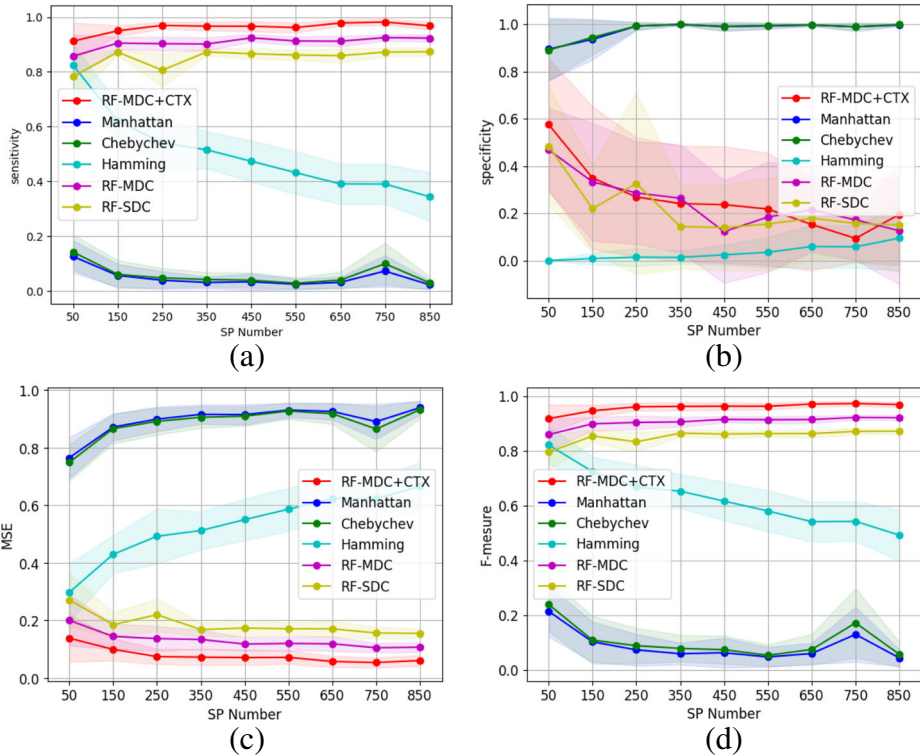 1.0
0.8
0.6
0.4
0.2
0.0
sensitivity
RF-MDC+CTX
Manhattan
Chebychev
Hamming
RF-MDC
RF-SDC
50 150 250 350 450 550 650 750 850
SP Number
(a)
1.0
0.8
0.6
0.4
0.2
0.0
specificity
RF-MDC+CTX
Manhattan
Chebychev
Hamming
RF-MDC
RF-SDC
50 150 250 350 450 550 650 750 850
SP Number
(b)
1.0
0.8
0.6
0.4
0.2
0.0
MSE
RF-MDC+CTX
Manhattan
Chebychev
Hamming
RF-MDC
RF-SDC
50 150 250 350 450 550 650 750 850
SP Number
(c)
1.0
0.8
0.6
0.4
0.2
0.0
F-mesure
RF-MDC+CTX
Manhattan
Chebychev
Hamming
RF-MDC
RF-SDC
50 150 250 350 450 550 650 750 850
SP Number
(d)